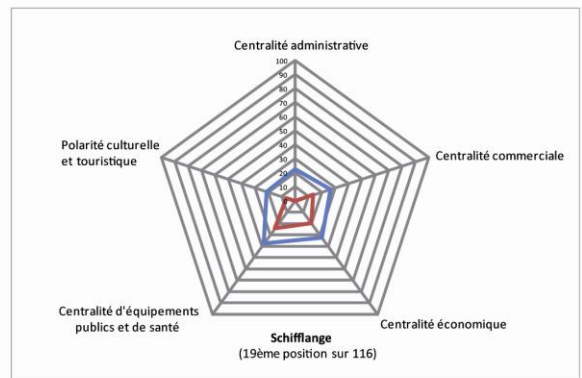 Centralité administrative
100
90
80
70
60
50
40
30
20
10
0
Polarité culturelle
et touristique
Centralité commerciale
Centralité d'équipements
publics et de santé
Centralité économique
Schifflange
(19ème position sur 116)